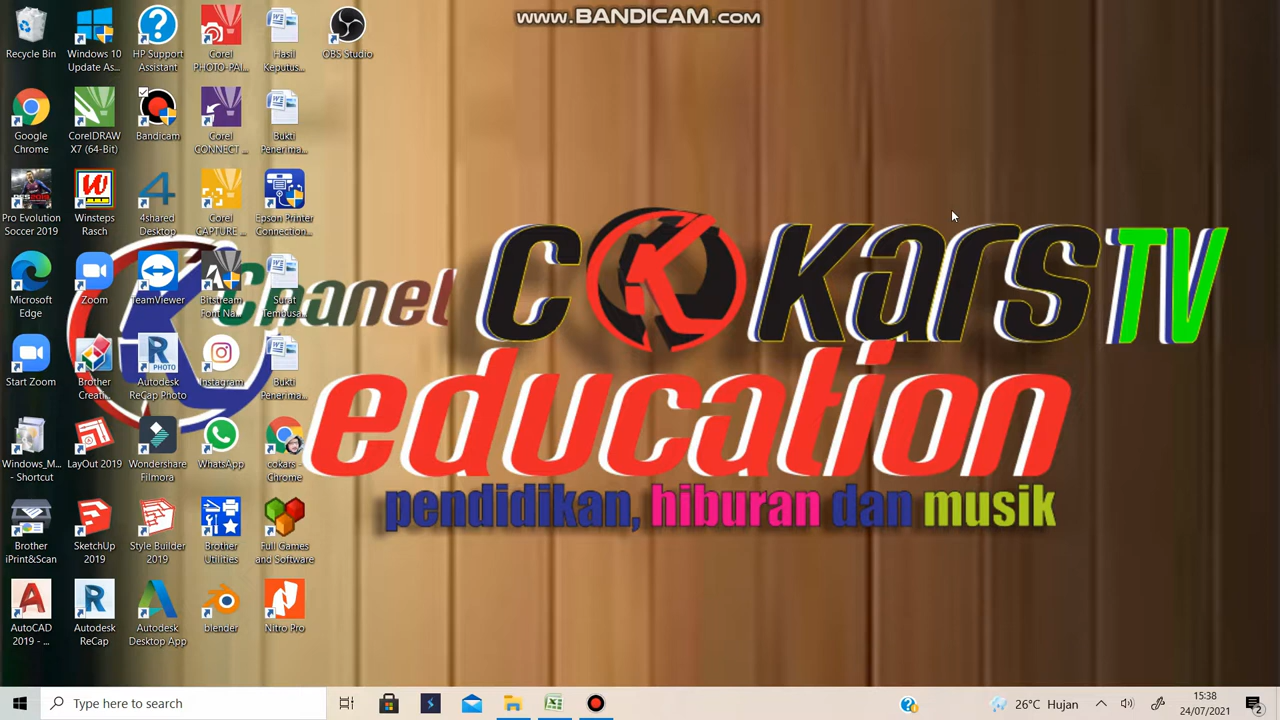 www.BANDICAM.com
Recycle Bin
Windows 10
Update As...
HP Support
Assistant
Corel
PHOTO-PAI...
Hasil
Keputus...
OBS Studio
Google
Chrome
CorelDRAW
X7 (64-Bit)
Bandicam
Corel
CONNECT ...
Bukti
Penerima...
Pro Evolution
Soccer 2019
Winsteps
Rasch
4shared
Desktop
Corel
CAPTURE ...
Epson Printer
Connection...
Microsoft
Edge
Zoom
TeamViewer
Bitstream
Font Na...
Surat
Tembusa...
Start Zoom
Brother
Creati...
Autodesk
ReCap Photo
Instagram
Bukti
Penerima...
Windows_M...
- Shortcut
LayOut 2019
Wondershare
Filmora
WhatsApp
cokars -
Chrome
Brother
iPrint&Scan
SketchUp
2019
Style Builder
2019
Brother
Utilities
Full Games
and Software
AutoCAD
2019 - ...
Autodesk
ReCap
Autodesk
Desktop App
blender
Nitro Pro
Chanel
cKKars TV
education
pendidikan, hiburan dan musik
Type here to search
26°C Hujan
15:38
24/07/2021
2